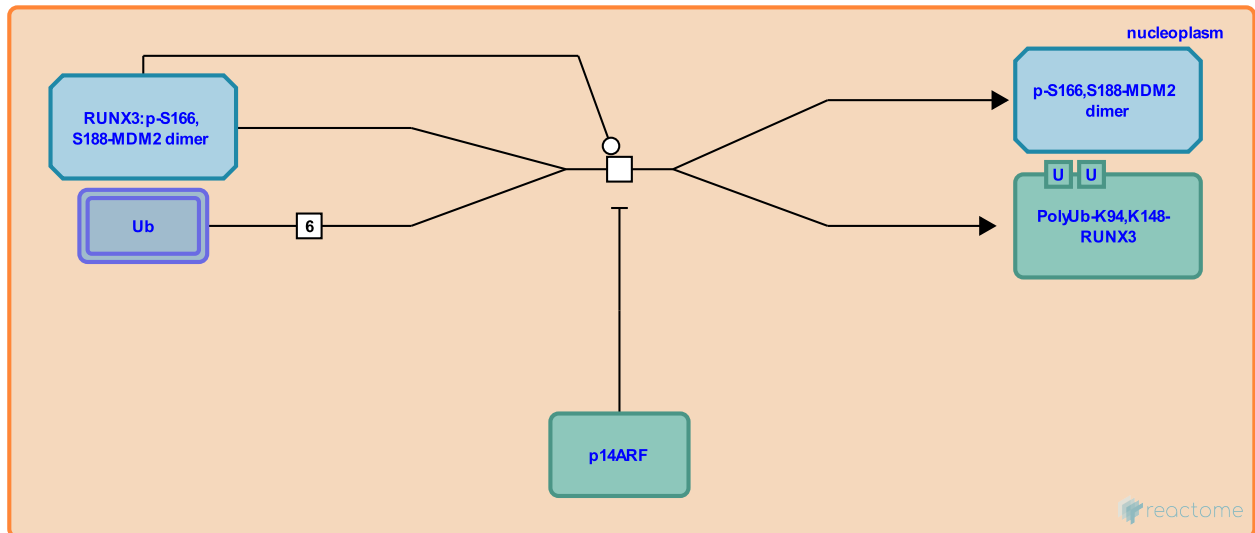 nucleoplasm
RUNX3:p-S166,
S188-MDM2 dimer
p-S166,S188-MDM2
dimer
U U
Ub
6
PolyUb-K94,K148-
RUNX3
p14ARF
reactome